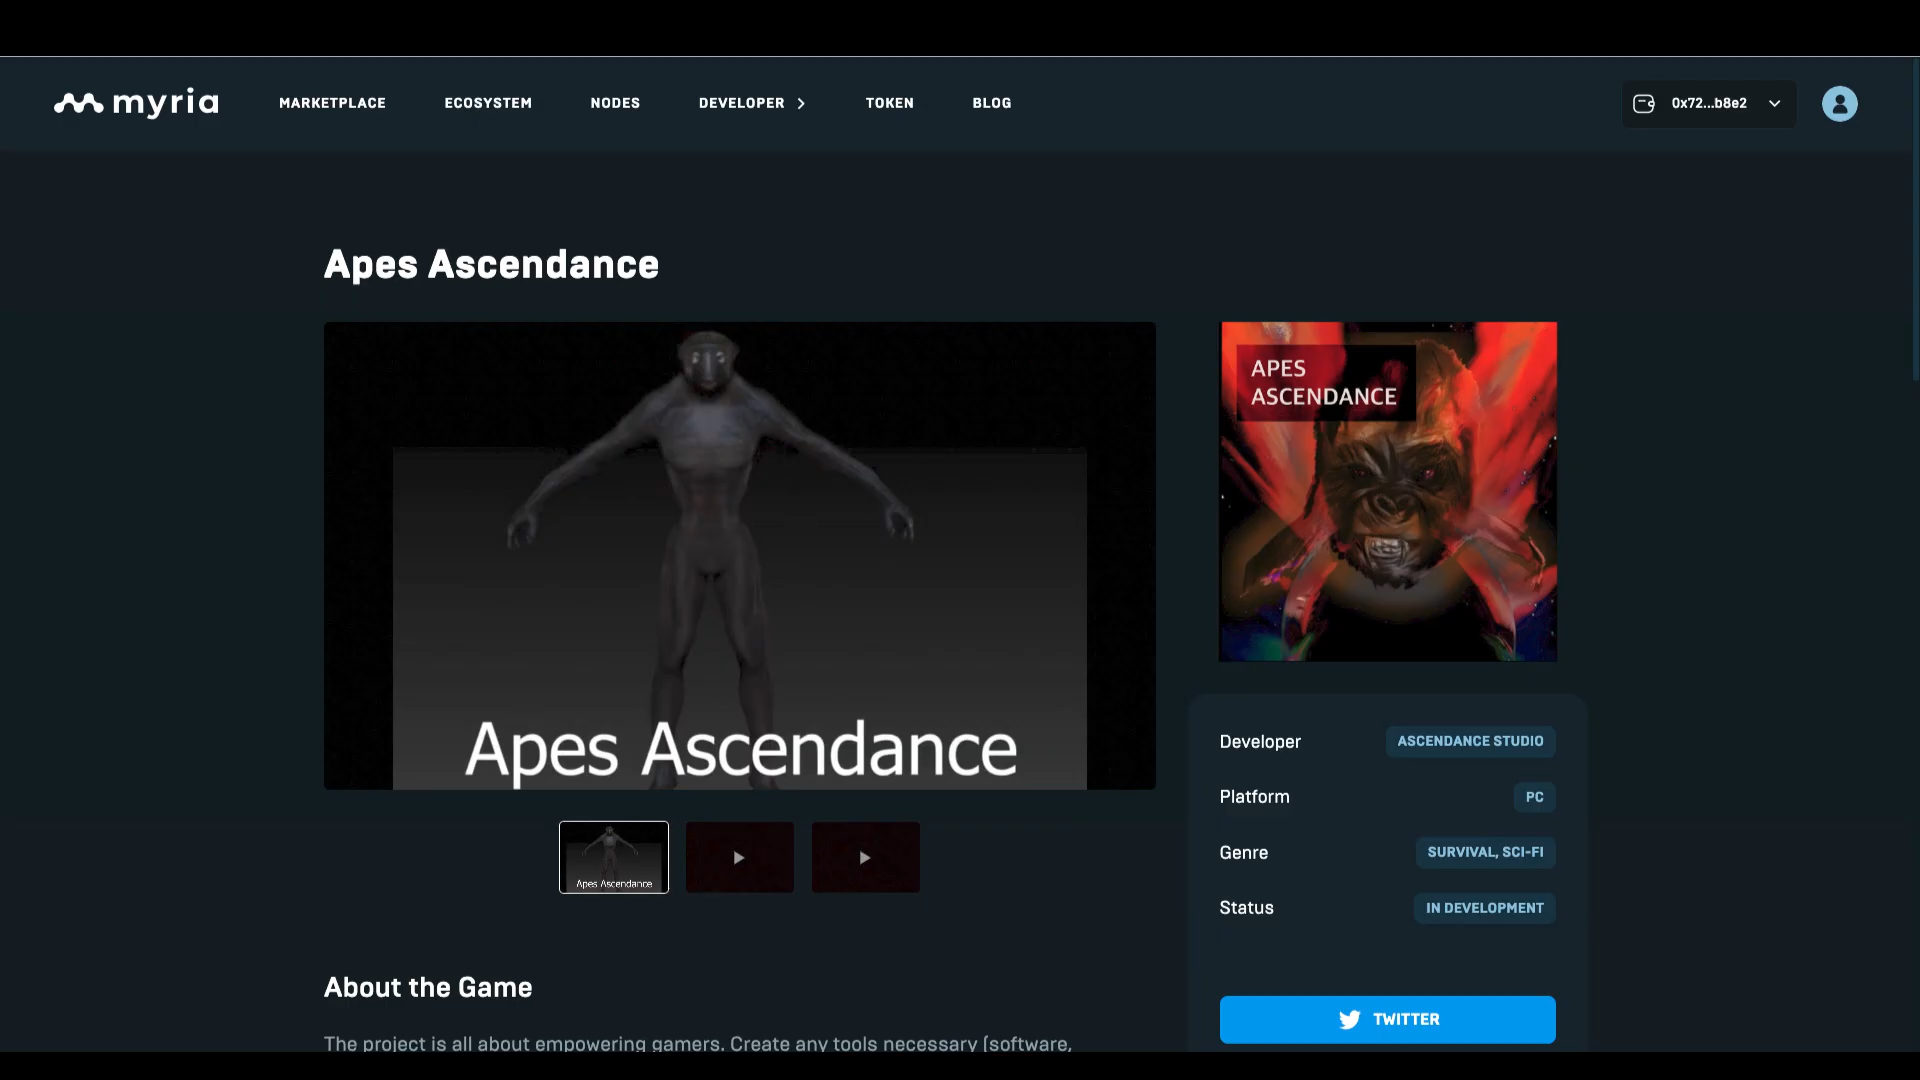 myria
MARKETPLACE
ECOSYSTEM
NODES
DEVELOPER
TOKEN
BLOG
0x72...b8e2
Apes Ascendance
Apes Ascendance
APES
ASCENDANCE
Apes Ascendance
Developer
ASCENDANCE STUDIO
Platform
PC
Genre
SURVIVAL, SCI-FI
Status
IN DEVELOPMENT
TWITTER
About the Game
The project is all about empowering gamers. Create any tools necessary (software,